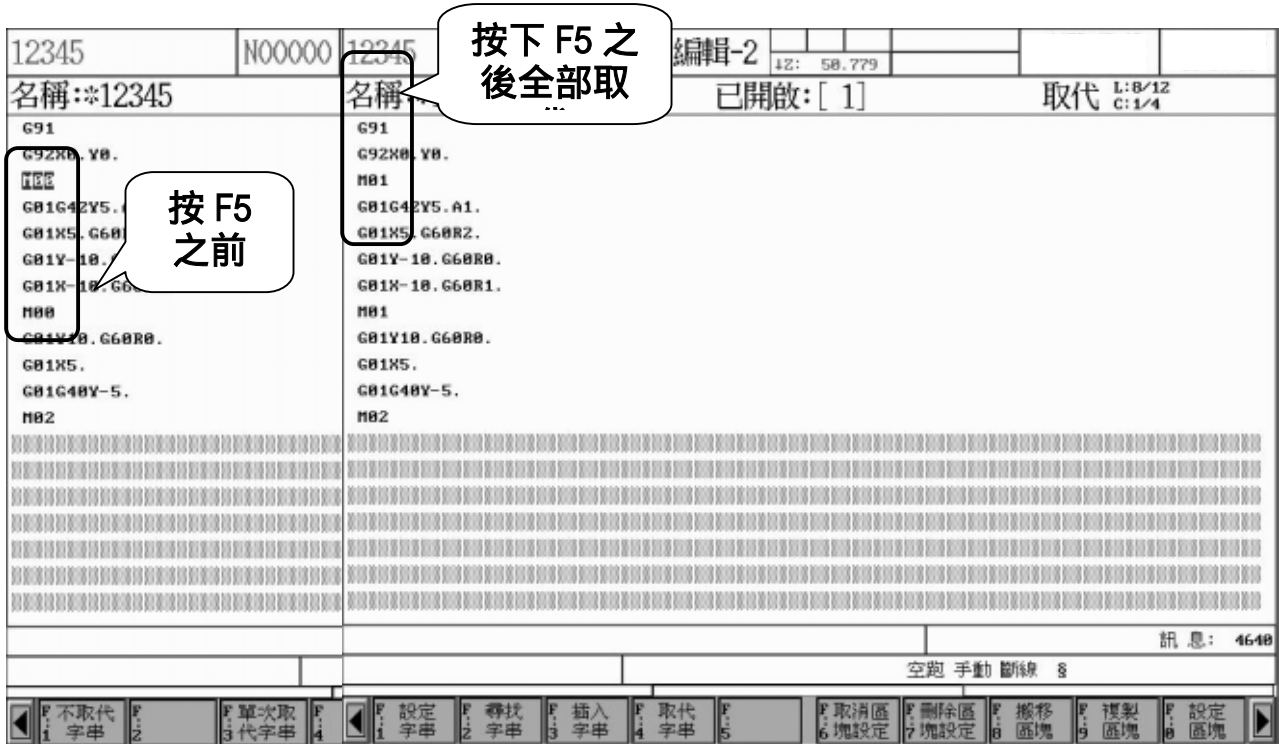 12345
N00000
名稱:*12345
G91
G92X0.Y0.
M00
G01G42Y5.
G01X5.G60
G01Y-10.
G01X-10.G60
M00
G01Y10.G60R0.
G01X5.
G01G40Y-5.
M02
按 F5
之前
F1 不取代
字串
F2
F3 單次取
代字串
F4
12345
編輯-2
↓Z: 50.779
名稱:
已開啟:[ 1]
取代
L:8/12
C:1/4
按下 F5 之
後全部取
G91
G92X0.Y0.
M01
G01G42Y5.A1.
G01X5.G60R2.
G01Y-10.G60R0.
G01X-10.G60R1.
M01
G01Y10.G60R0.
G01X5.
G01G40Y-5.
M02
訊 息: 4640
空跑 手動 斷線 §
F1 設定
字串
F2 尋找
字串
F3 插入
字串
F4 取代
字串
F5
F6 取消區
塊設定
F7 刪除區
塊設定
F8 搬移
區塊
F9 複製
區塊
F0 設定
區塊